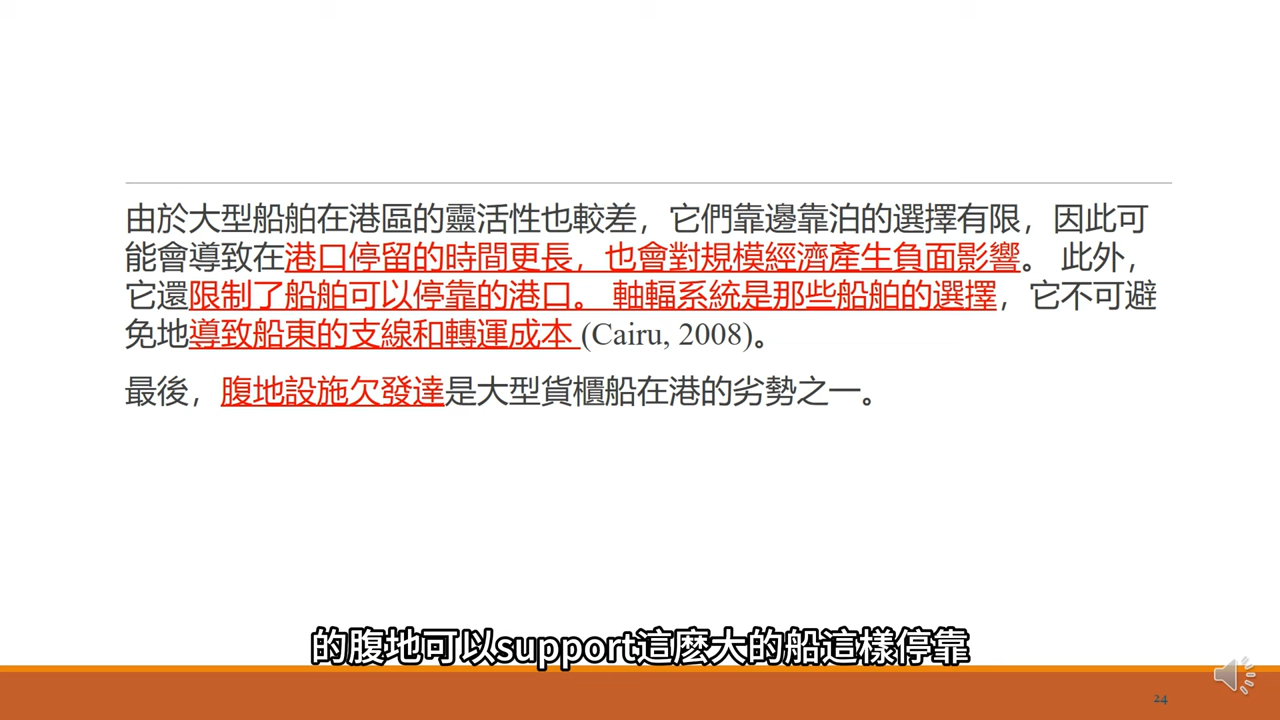 由於大型船舶在港區的靈活性也較差，它們靠邊靠泊的選擇有限，因此可
能會導致在港口停留的時間更長，也會對規模經濟產生負面影響。 此外，
它還限制了船舶可以停靠的港口。 軸輻系統是那些船舶的選擇，它不可避
免地導致船東的支線和轉運成本 (Cairu, 2008)。
最後，腹地設施欠發達是大型貨櫃船在港的劣勢之一。
的腹地可以support這麼大的船這樣停靠
24